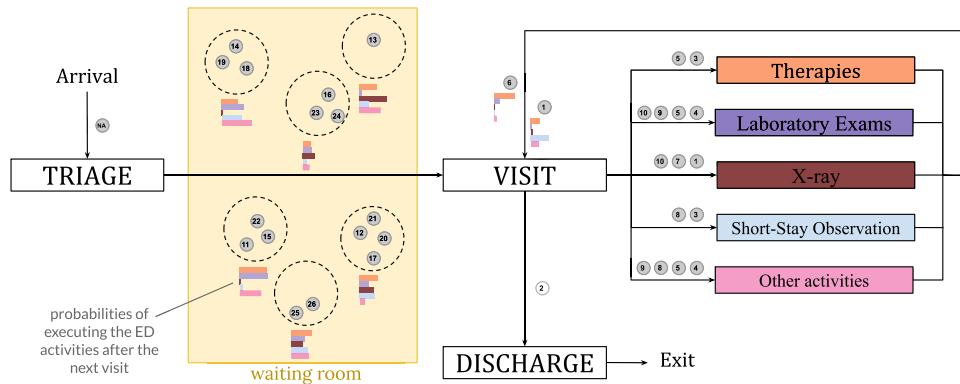 Arrival
NA
TRIAGE
14
19
18
13
16
23
24
22
11
15
21
12
20
17
25
26
probabilities of
executing the ED
activities after the
next visit
waiting room
6
1
VISIT
2
DISCHARGE
Exit
5 3
Therapies
10 9 5 4
Laboratory Exams
10 7 1
X-ray
8 3
Short-Stay Observation
9 8 5 4
Other activities